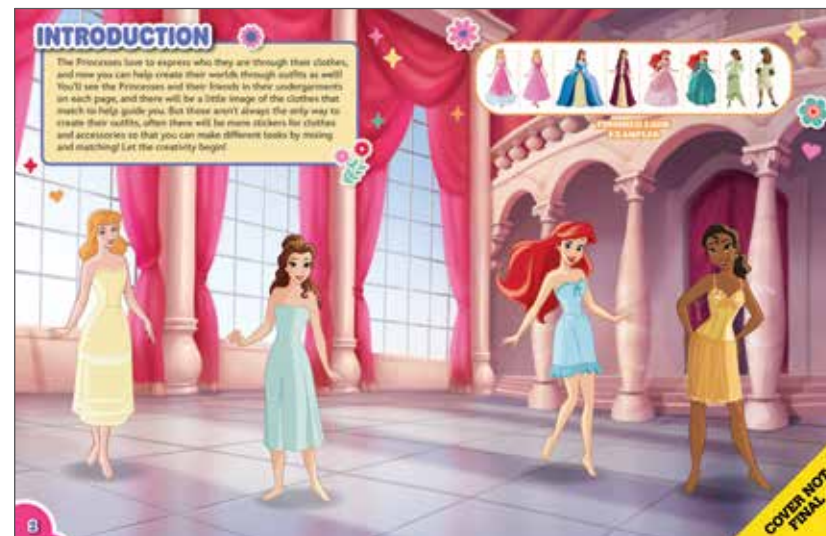 INTRODUCTION
The Princesses love to express who they are through their clothes,
and now you can help create their worlds through outfits as well!
You'll see the Princesses and their friends in their undergarments
on each page, and there will be a little image of the clothes that
match to help guide you. But those aren't always the only way to
create their outfits, often there will be more stickers for clothes
and accessories so that you can make different looks by mixing
and matching! Let the creativity begin!
FINISHED PAGE
EXAMPLES
COVER NOT
FINAL